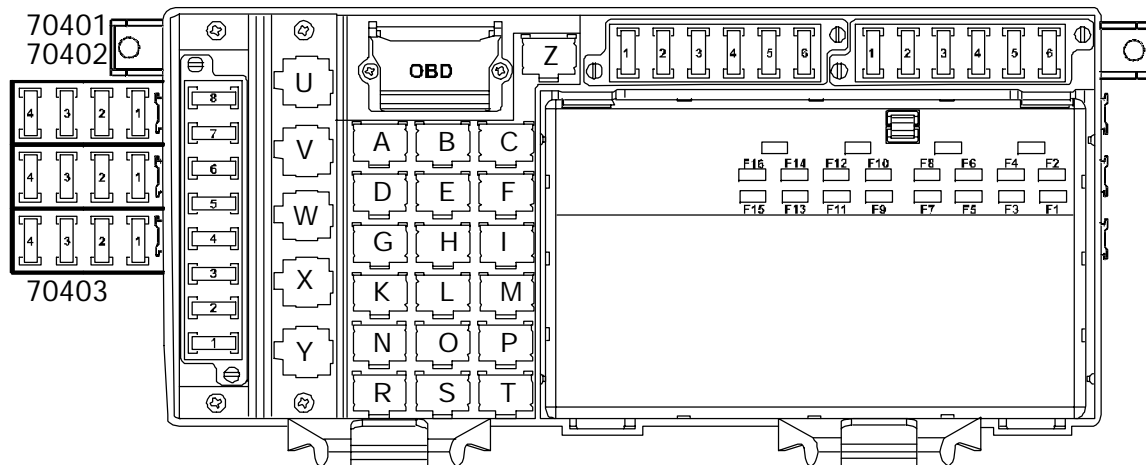 70401
70402
OBD
Z
1 2 3 4 5 6
1 2 3 4 5 6
U
V
W
X
Y
8
7
6
5
4
3
2
1
4 3 2 1
4 3 2 1
4 3 2 1
70403
A B C
D E F
G H I
K L M
N O P
R S T
F16 F14 F12 F10 F8 F6 F4 F2
F15 F13 F11 F9 F7 F5 F3 F1